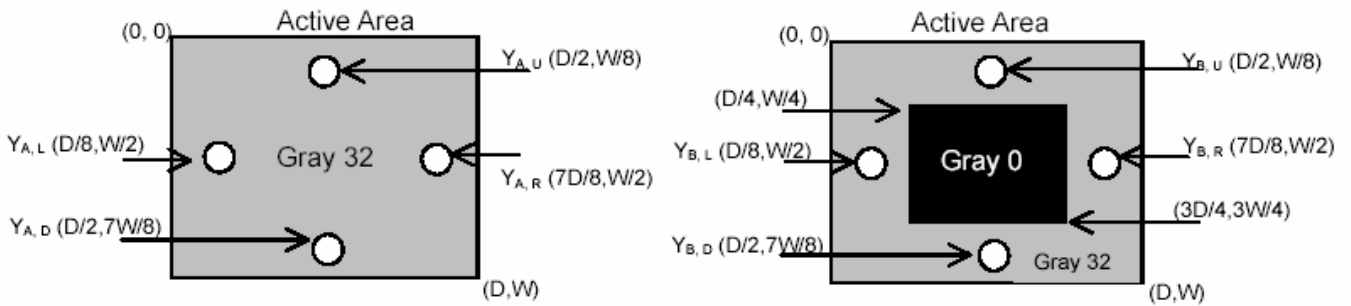 Active Area
(0, 0)
YA, U (D/2,W/8)
YA, L (D/8,W/2)
Gray 32
YA, R (7D/8,W/2)
YA, D (D/2,7W/8)
(D,W)
Active Area
(0, 0)
YB, U (D/2,W/8)
(D/4,W/4)
YB, L (D/8,W/2)
Gray 0
YB, R (7D/8,W/2)
(3D/4,3W/4)
YB, D (D/2,7W/8)
Gray 32
(D,W)